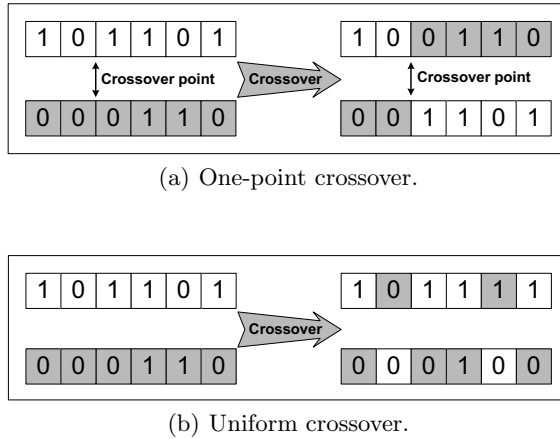 1 0 1 1 0 1 1 0 0 1 1 0
Crossover point Crossover Crossover point
0 0 0 1 1 0 0 0 1 1 0 1
(a) One-point crossover.
1 0 1 1 0 1 1 0 1 1 1 1
Crossover
0 0 0 1 1 0 0 0 0 1 0 0
(b) Uniform crossover.